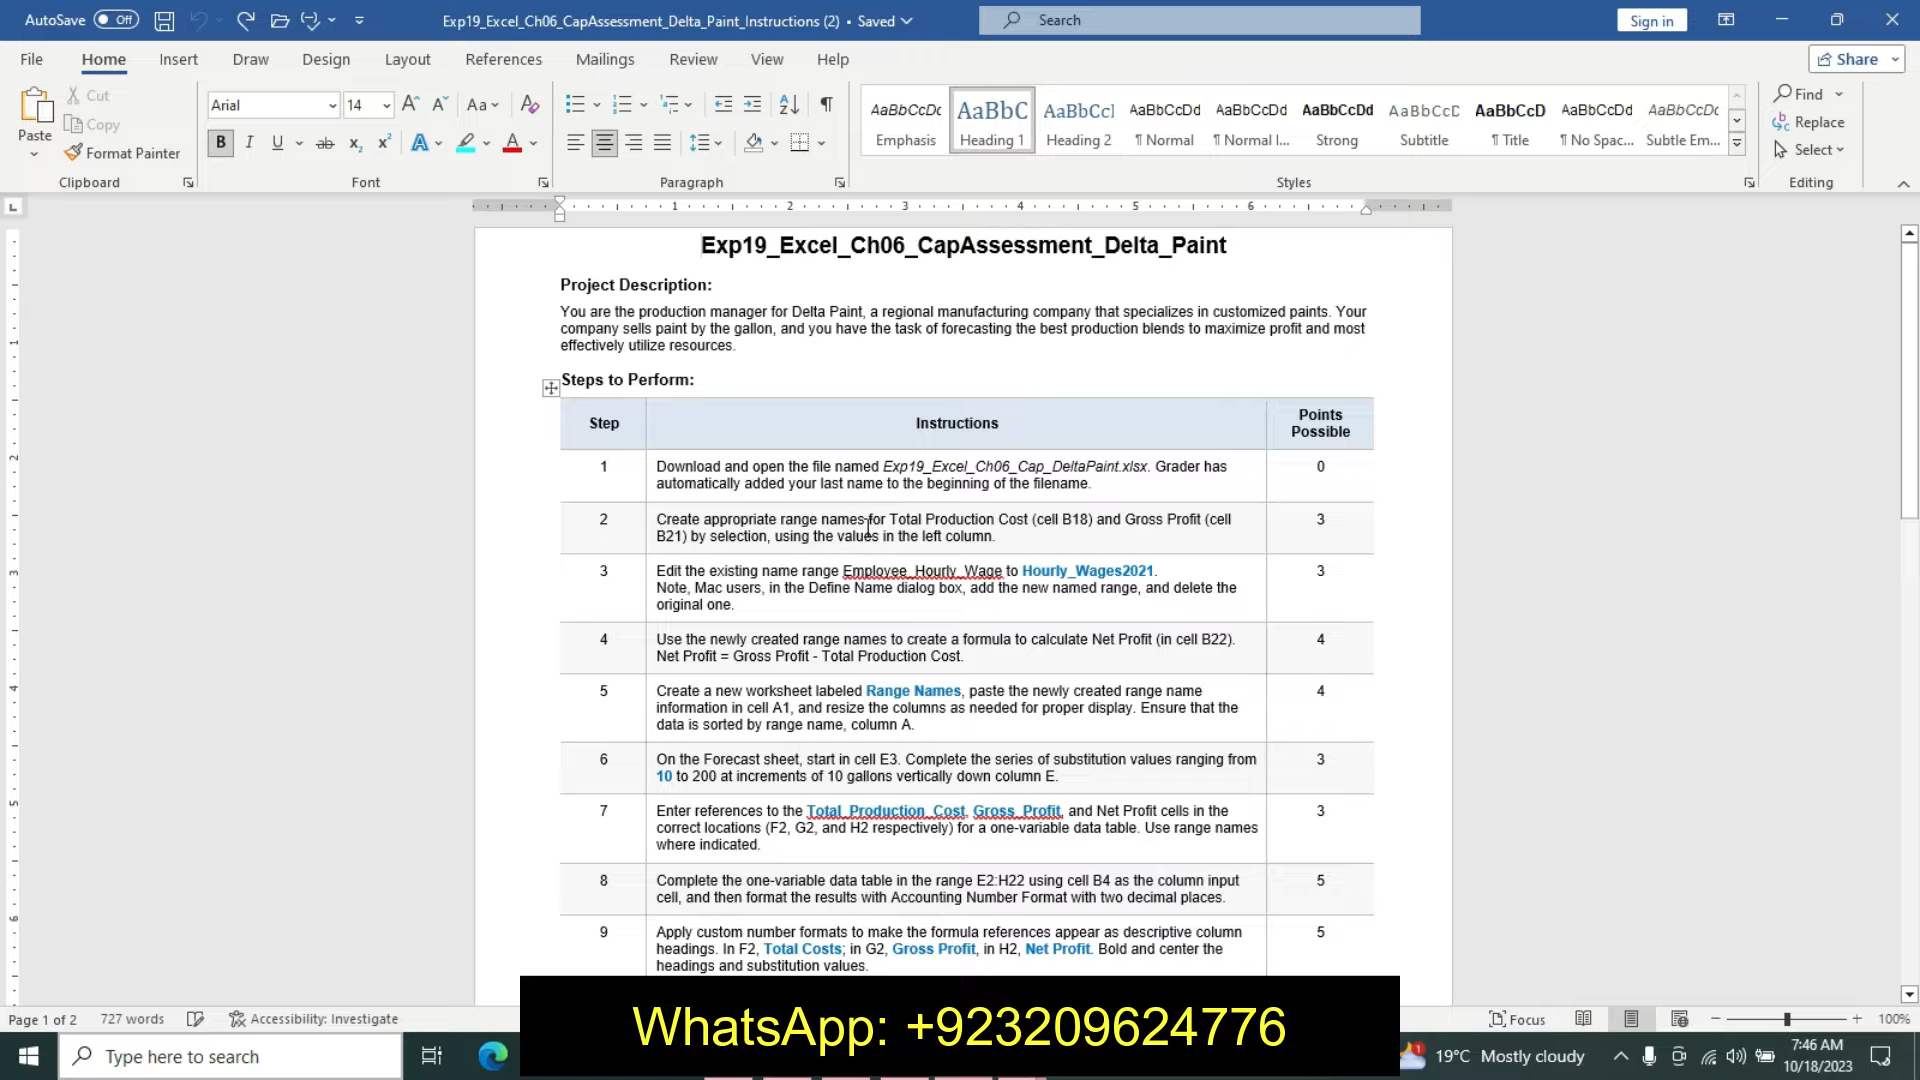 AutoSave Off Exp19_Excel_Ch06_CapAssessment_Delta_Paint_Instructions (2) • Saved Search Sign in
File Home Insert Draw Design Layout References Mailings Review View Help Share
Paste Cut Copy Format Painter
Arial 14 Aa
B I U ab x₂ x² A A
AaBbCcDc AaBbC AaBbCcI AaBbCcDd AaBbCcDd AaBbCcDd AaBbCcD AaBbCcD AaBbCcDd AaBbCcDc
Emphasis Heading 1 Heading 2 ¶ Normal ¶ Normal I... Strong Subtitle ¶ Title ¶ No Spac... Subtle Em...
Find
Replace
Select
Clipboard Font Paragraph Styles Editing
1 2 3 4 5 6
Exp19_Excel_Ch06_CapAssessment_Delta_Paint
Project Description:
You are the production manager for Delta Paint, a regional manufacturing company that specializes in customized paints. Your
company sells paint by the gallon, and you have the task of forecasting the best production blends to maximize profit and most
effectively utilize resources.
Steps to Perform:
Step Instructions Points Possible
1 Download and open the file named Exp19_Excel_Ch06_Cap_DeltaPaint.xlsx. Grader has 0
automatically added your last name to the beginning of the filename.
2 Create appropriate range names for Total Production Cost (cell B18) and Gross Profit (cell 3
B21) by selection, using the values in the left column.
3 Edit the existing name range Employee_Hourly_Wage to Hourly_Wages2021. 3
Note, Mac users, in the Define Name dialog box, add the new named range, and delete the
original one.
4 Use the newly created range names to create a formula to calculate Net Profit (in cell B22). 4
Net Profit = Gross Profit - Total Production Cost.
5 Create a new worksheet labeled Range Names, paste the newly created range name 4
information in cell A1, and resize the columns as needed for proper display. Ensure that the
data is sorted by range name, column A.
6 On the Forecast sheet, start in cell E3. Complete the series of substitution values ranging from 3
10 to 200 at increments of 10 gallons vertically down column E.
7 Enter references to the Total_Production_Cost, Gross_Profit, and Net Profit cells in the 3
correct locations (F2, G2, and H2 respectively) for a one-variable data table. Use range names
where indicated.
8 Complete the one-variable data table in the range E2:H22 using cell B4 as the column input 5
cell, and then format the results with Accounting Number Format with two decimal places.
9 Apply custom number formats to make the formula references appear as descriptive column 5
headings. In F2, Total Costs; in G2, Gross Profit, in H2, Net Profit. Bold and center the
headings and substitution values.
WhatsApp: +923209624776
Page 1 of 2 727 words Accessibility: Investigate Focus 100%
Type here to search 19°C Mostly cloudy 7:46 AM
10/18/2023